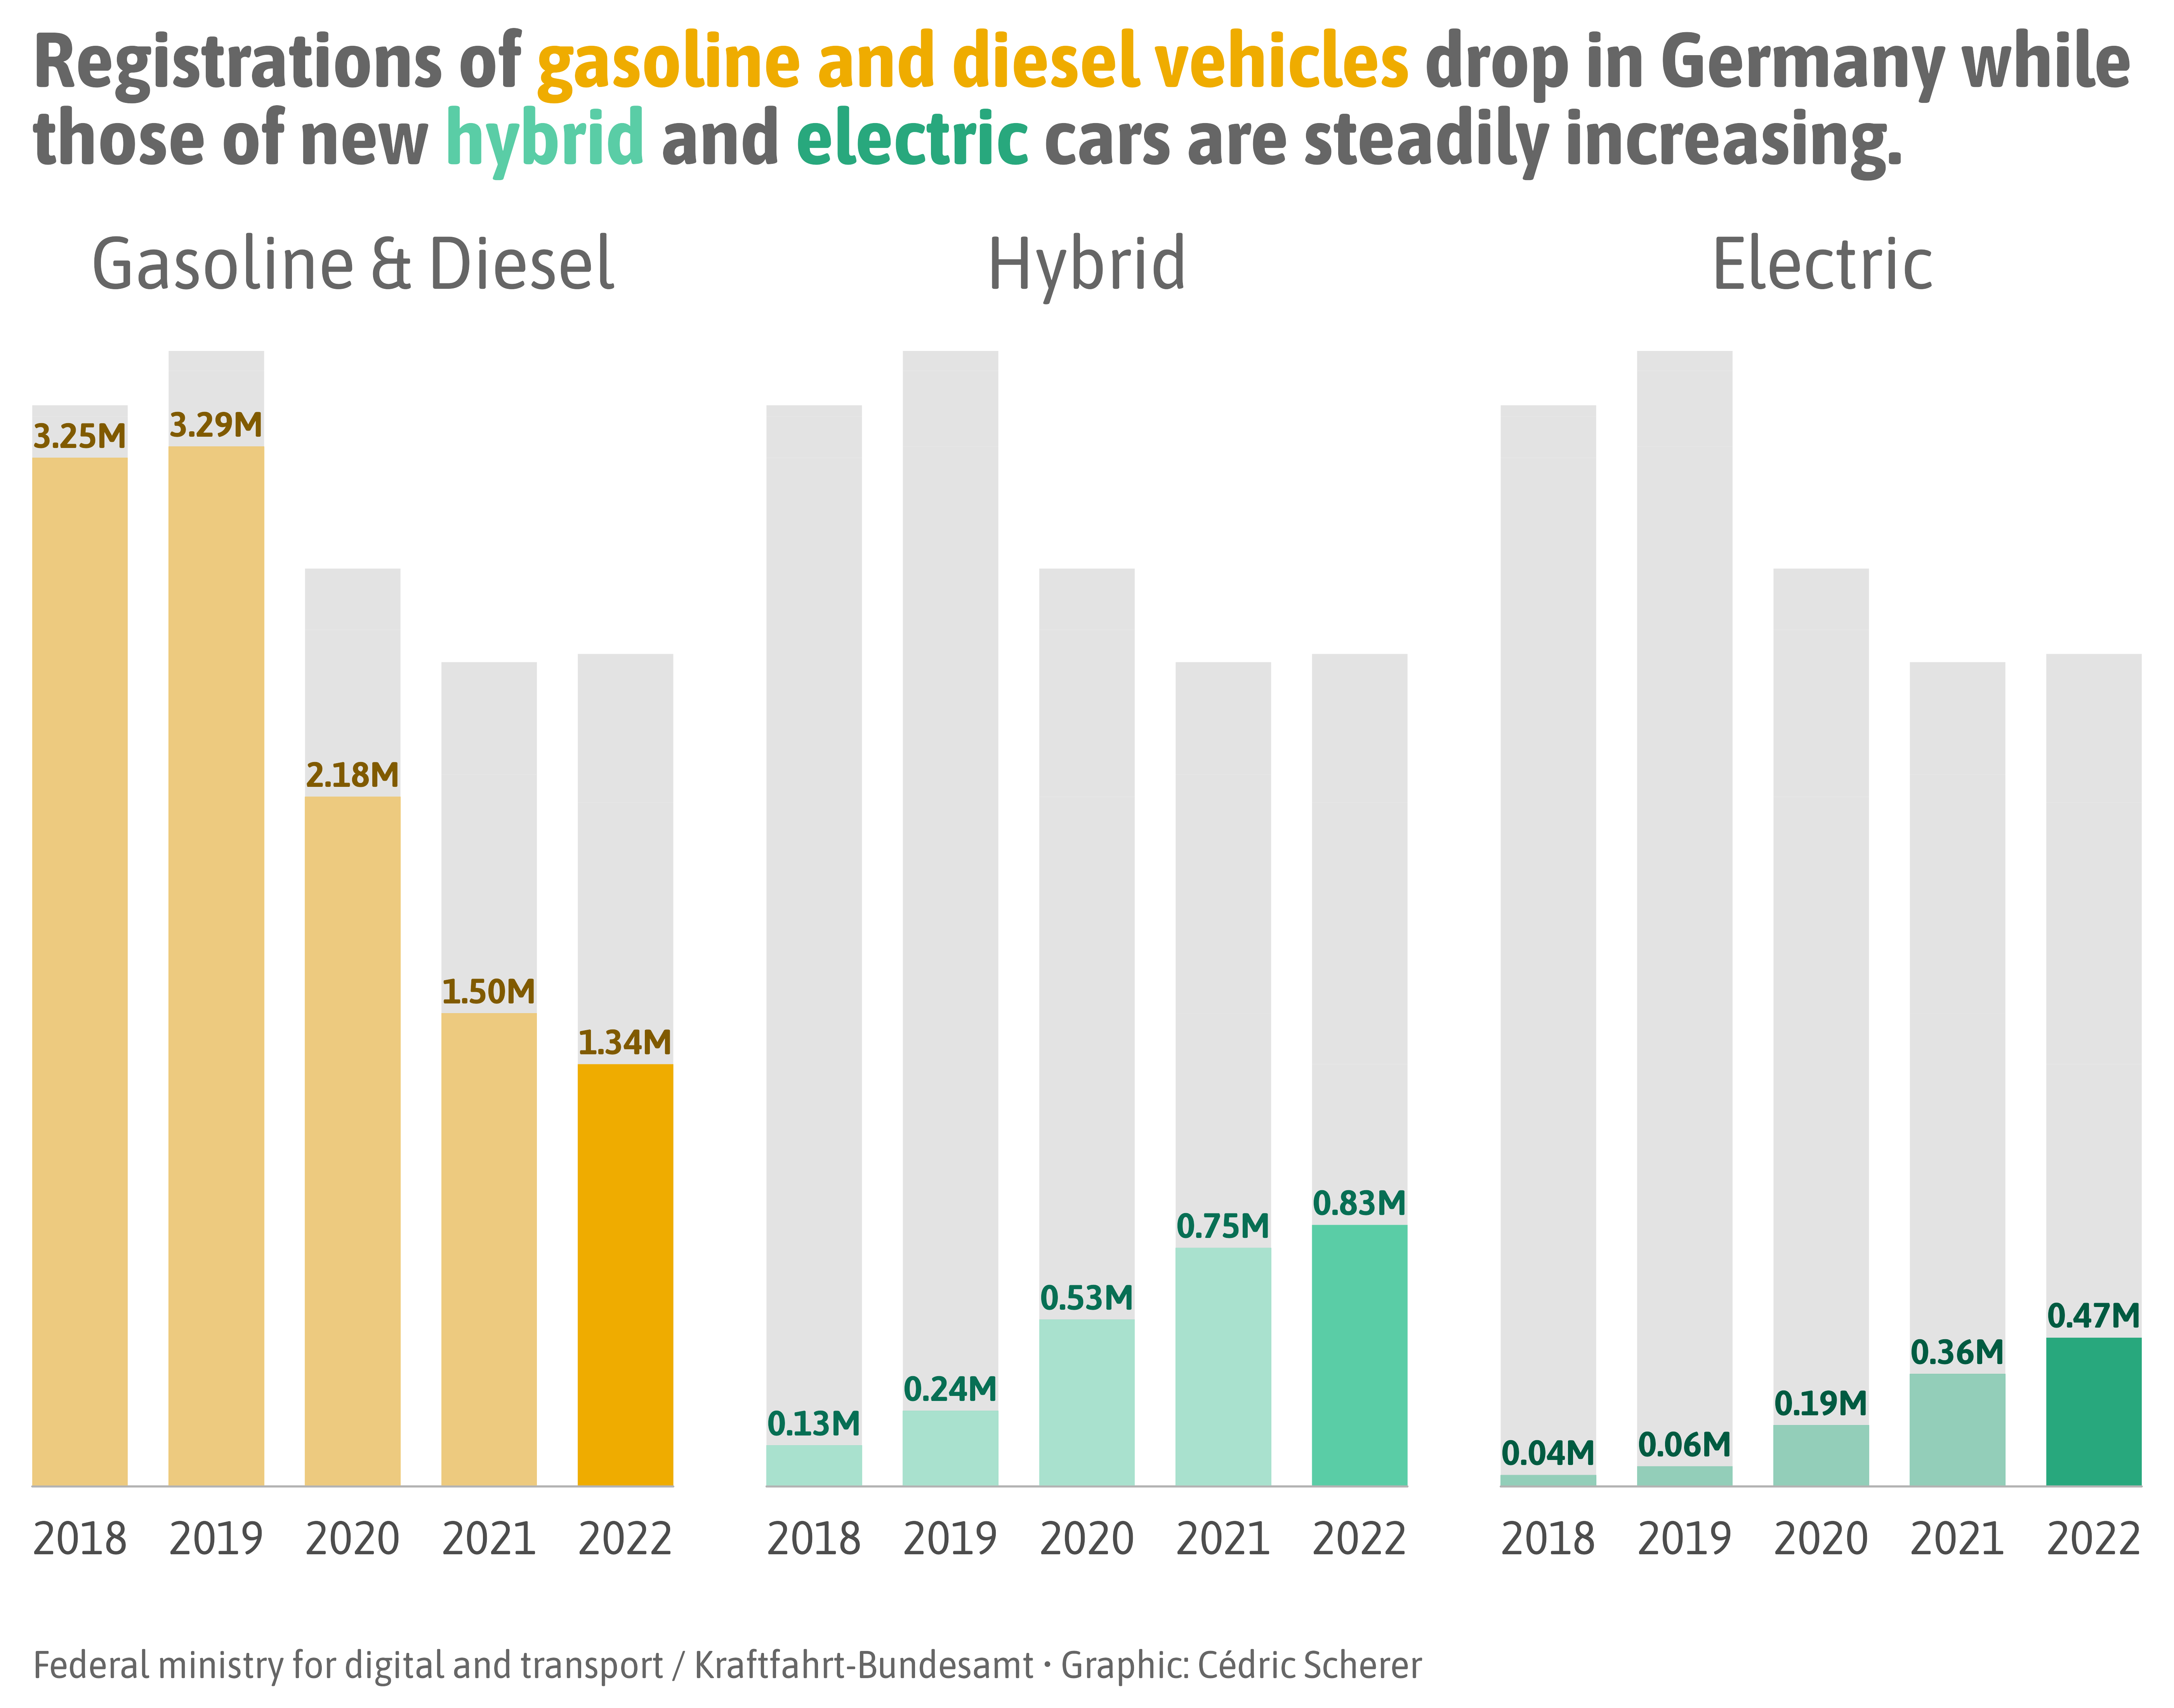 Registrations of gasoline and diesel vehicles drop in Germany while
those of new hybrid and electric cars are steadily increasing.
Gasoline & Diesel
3.25M
3.29M
2.18M
1.50M
1.34M
2018 2019 2020 2021 2022
Hybrid
0.13M
0.24M
0.53M
0.75M
0.83M
2018 2019 2020 2021 2022
Electric
0.04M
0.06M
0.19M
0.36M
0.47M
2018 2019 2020 2021 2022
Federal ministry for digital and transport / Kraftfahrt-Bundesamt • Graphic: Cédric Scherer